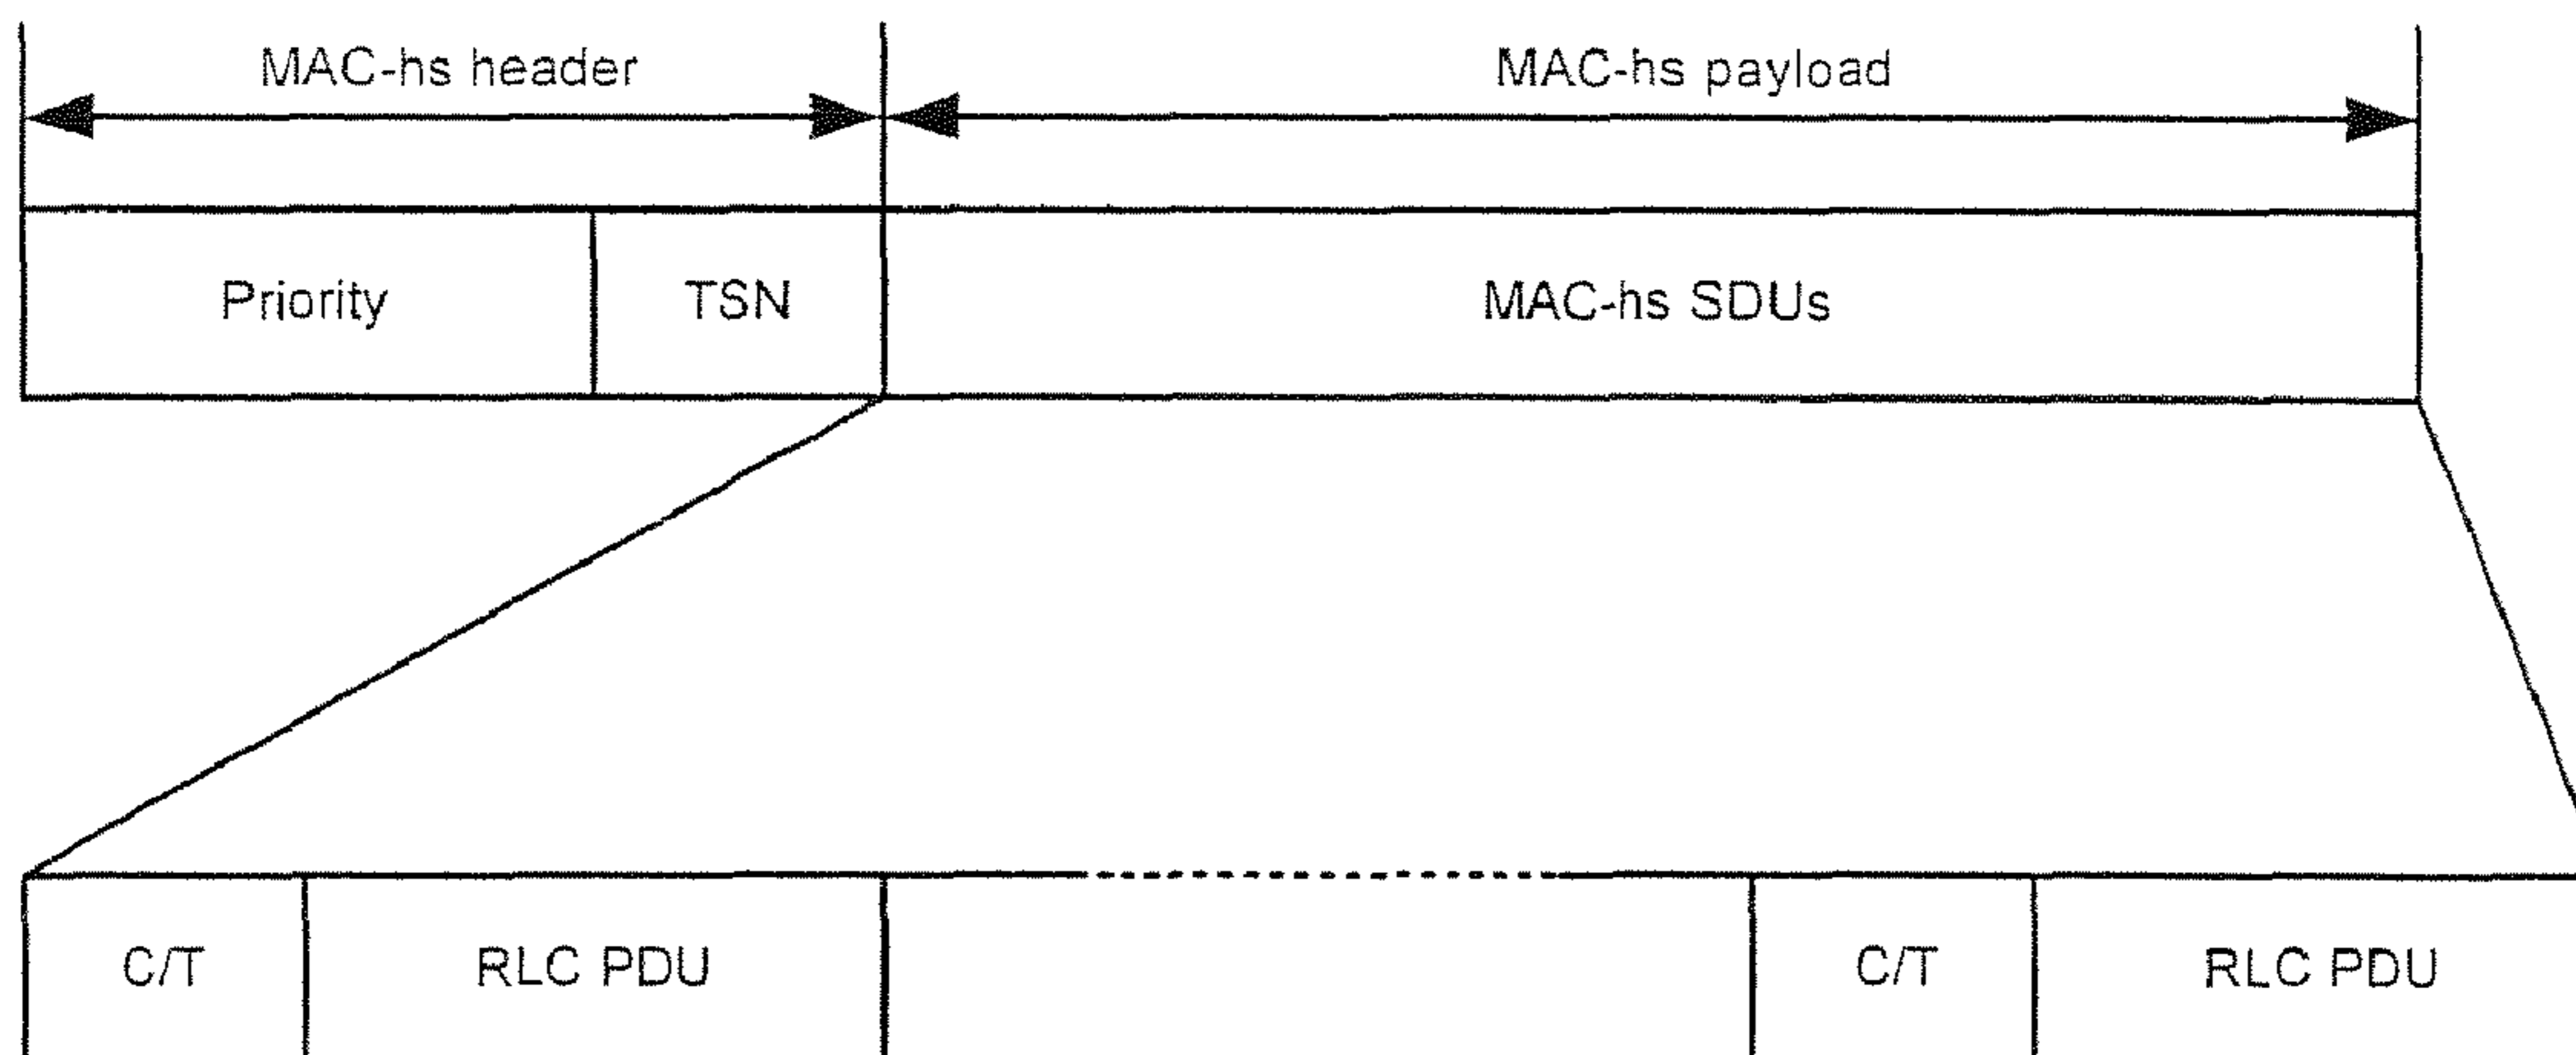 MAC-hs header
MAC-hs payload
Priority
TSN
MAC-hs SDUs
C/T
RLC PDU
C/T
RLC PDU